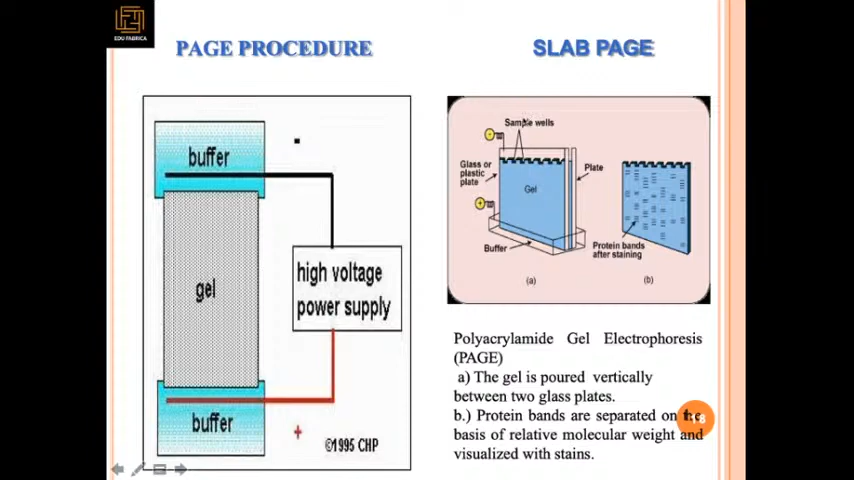 EDU FABRICA
PAGE PROCEDURE
SLAB PAGE
buffer
-
high voltage
power supply
gel
buffer
+
©1995 CHP
Sample wells
Glass or
plastic
plate
Gel
Plate
+
Buffer
Protein bands
after staining
(a)
(b)
Polyacrylamide Gel Electrophoresis
(PAGE)
a) The gel is poured vertically
between two glass plates.
b.) Protein bands are separated on the
basis of relative molecular weight and
visualized with stains.